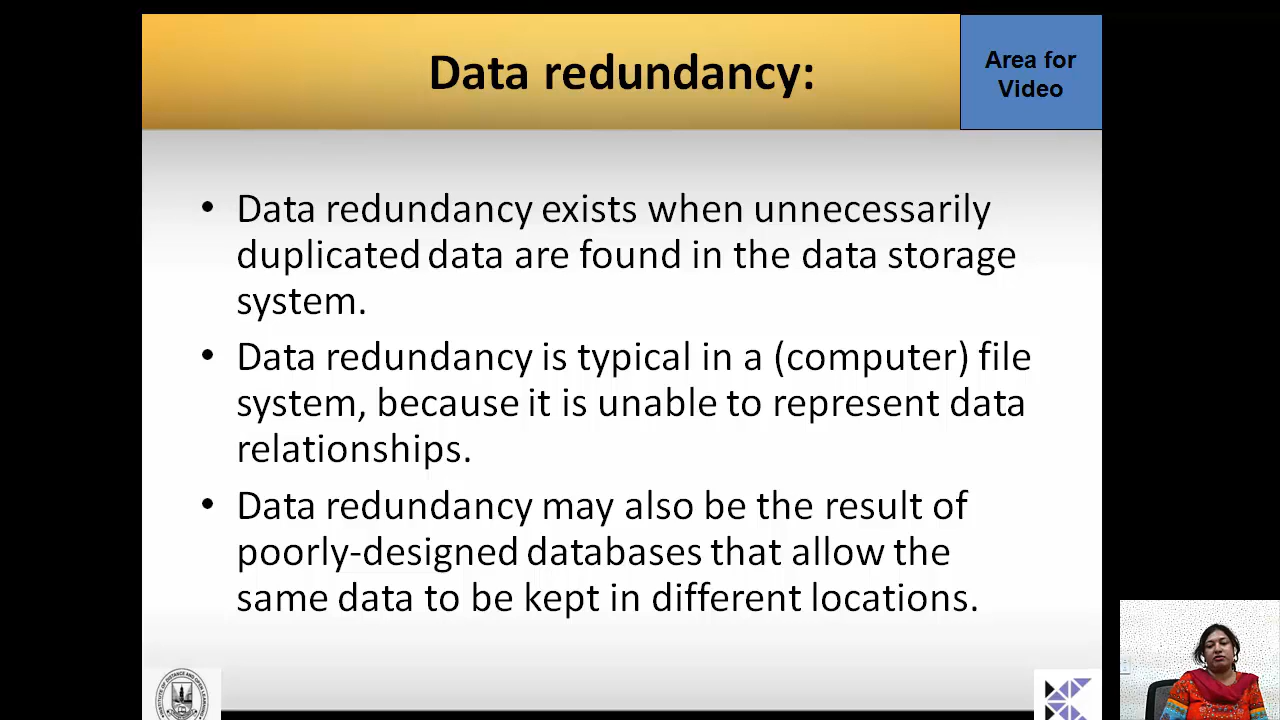 Data redundancy:
Area for
Video
• Data redundancy exists when unnecessarily
duplicated data are found in the data storage
system.
• Data redundancy is typical in a (computer) file
system, because it is unable to represent data
relationships.
• Data redundancy may also be the result of
poorly-designed databases that allow the
same data to be kept in different locations.